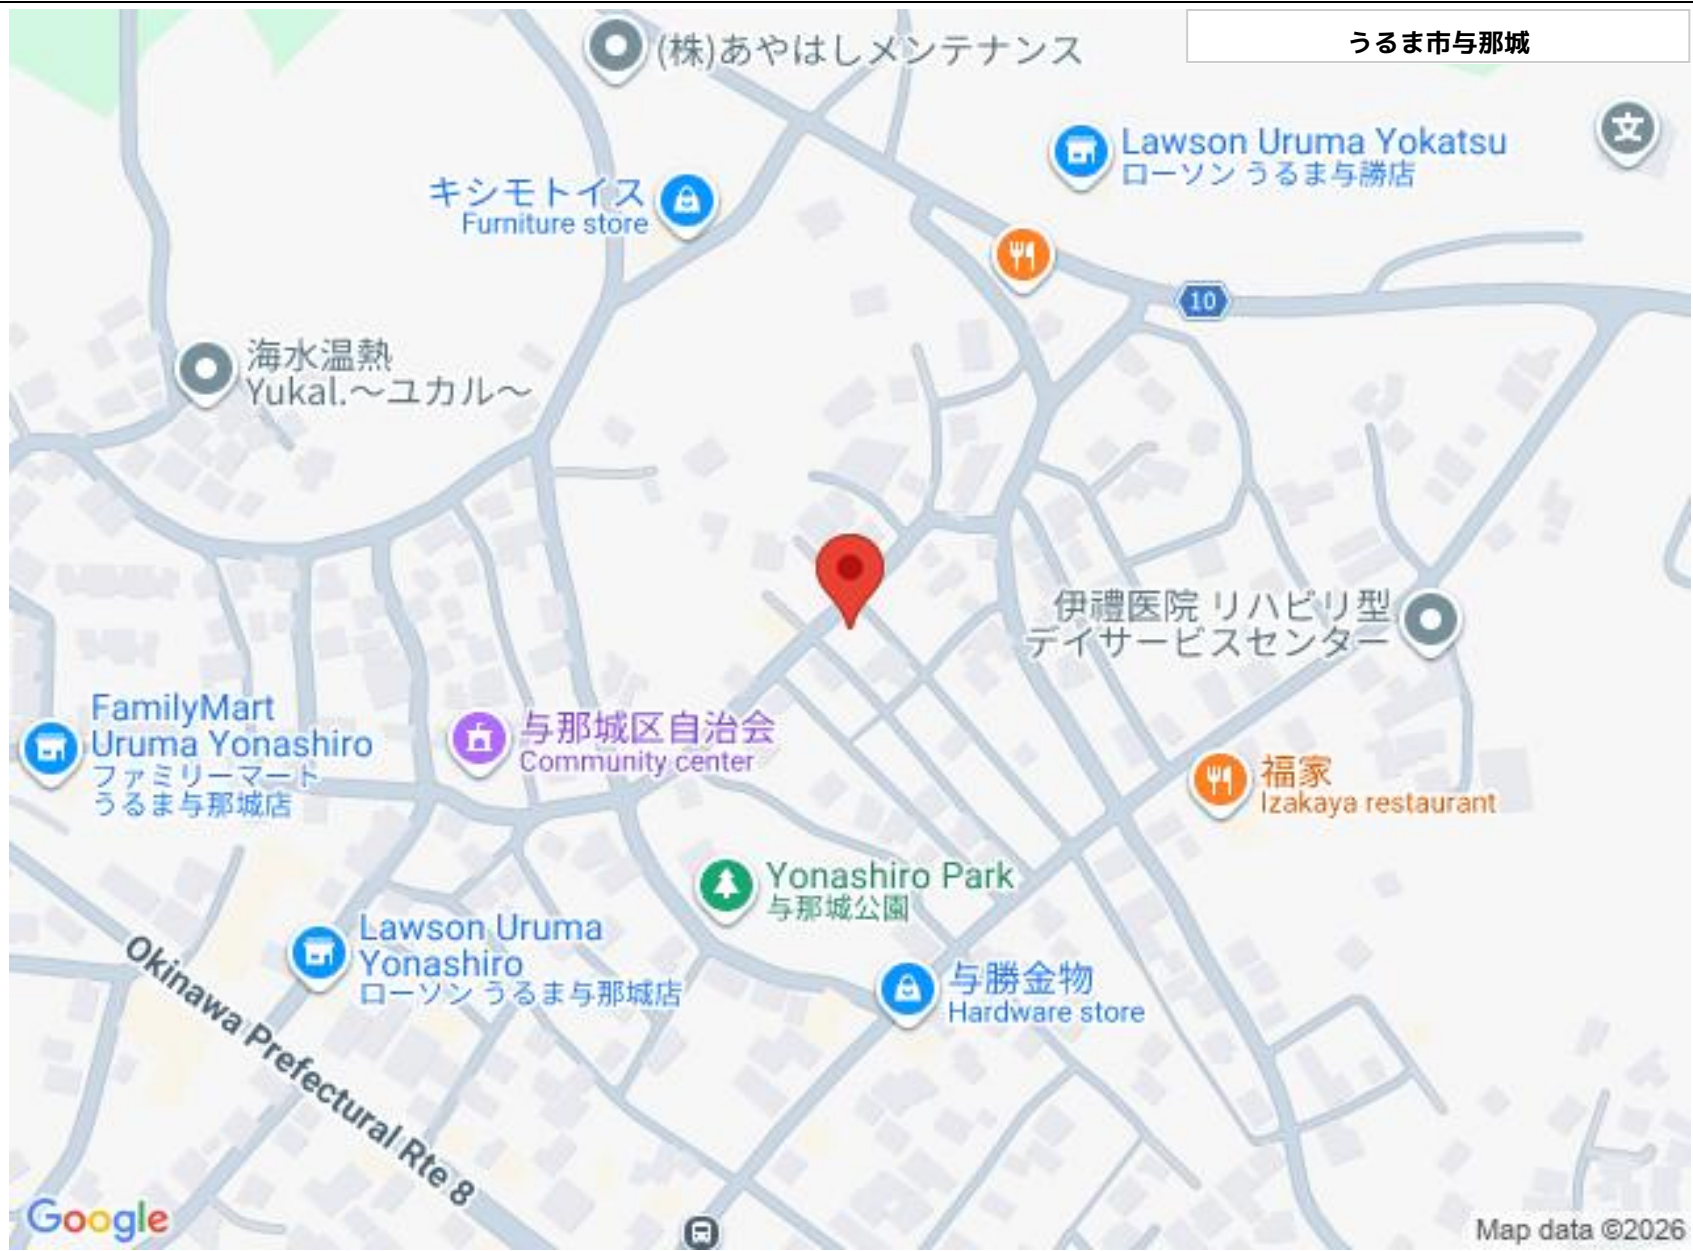 うるま市与那城
(株)あやはしメンテナンス
文
Lawson Uruma Yokatsu
ローソン うるま与勝店
キシモトイス
Furniture store
10
海水温熱
Yukal.～ユカル～
伊禮医院 リハビリ型
デイサービスセンター
FamilyMart
Uruma Yonashiro
ファミリーマート
うるま与那城店
与那城区自治会
Community center
福家
Izakaya restaurant
Yonashiro Park
与那城公園
Lawson Uruma
Yonashiro
ローソン うるま与那城店
与勝金物
Hardware store
Okinawa Prefectural Rte 8
Google
Map data ©2026